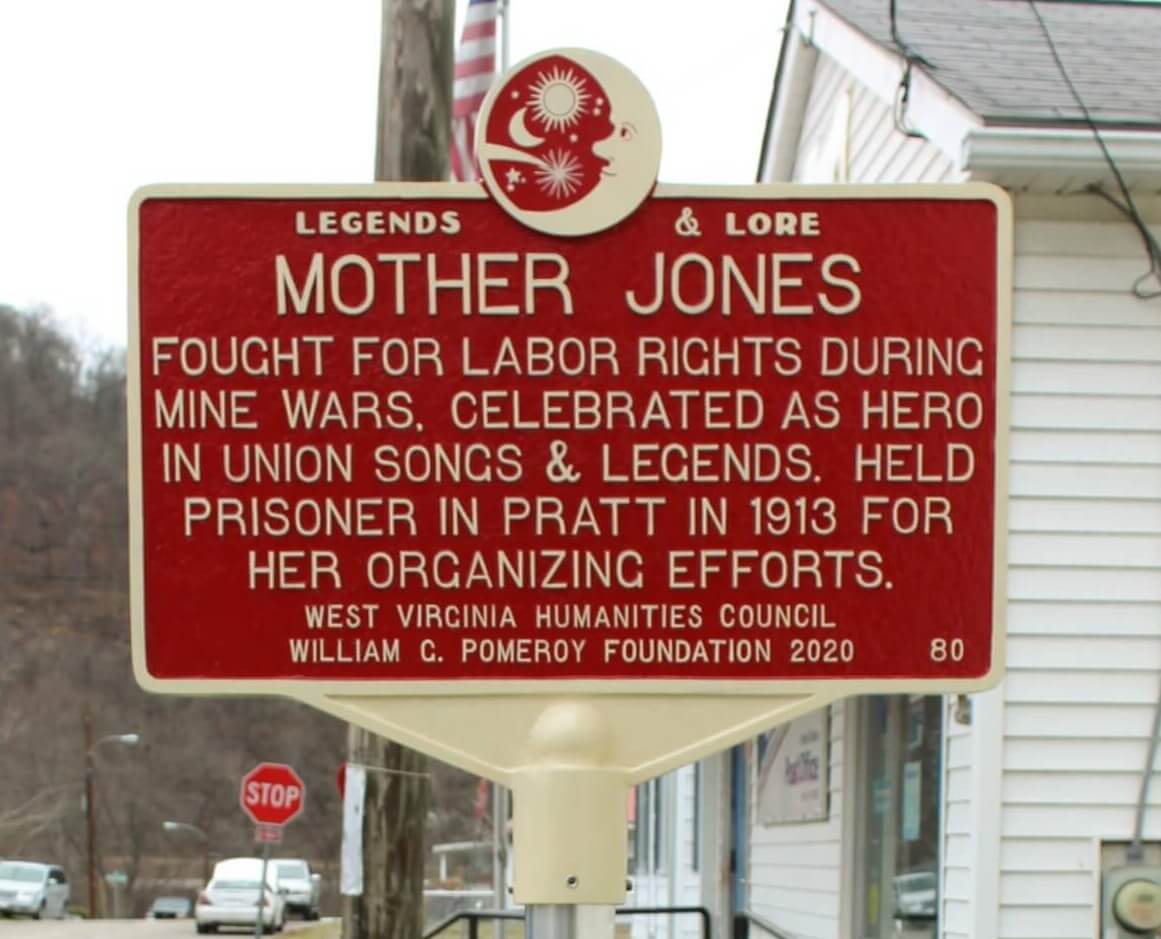 LEGENDS & LORE
MOTHER JONES
FOUGHT FOR LABOR RIGHTS DURING
MINE WARS. CELEBRATED AS HERO
IN UNION SONGS & LEGENDS. HELD
PRISONER IN PRATT IN 1913 FOR
HER ORGANIZING EFFORTS.
WEST VIRGINIA HUMANITIES COUNCIL
WILLIAM G. POMEROY FOUNDATION 2020 80
STOP